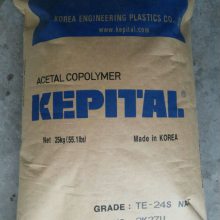 KOREA ENGINEERING PLASTICS CO.
www.kepital.com
ACETAL COPOLYMER
KEPITAL
Net 25kg (55.1lbs) Made in KOREA
GRADE : TE-24S